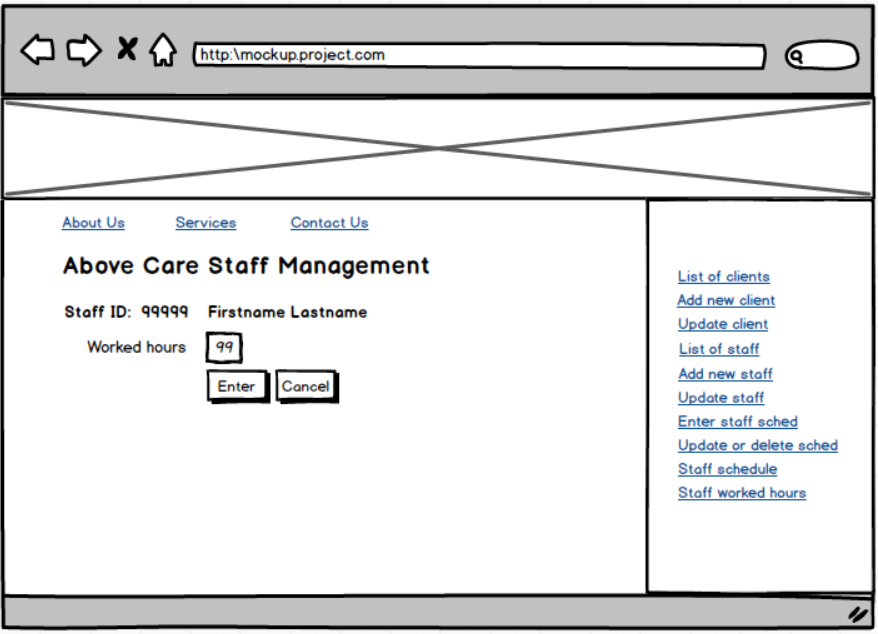 http:\mockup.project.com
About Us Services Contact Us
Above Care Staff Management
Staff ID: 99999 Firstname Lastname
Worked hours 99
Enter Cancel
List of clients
Add new client
Update client
List of staff
Add new staff
Update staff
Enter staff sched
Update or delete sched
Staff schedule
Staff worked hours